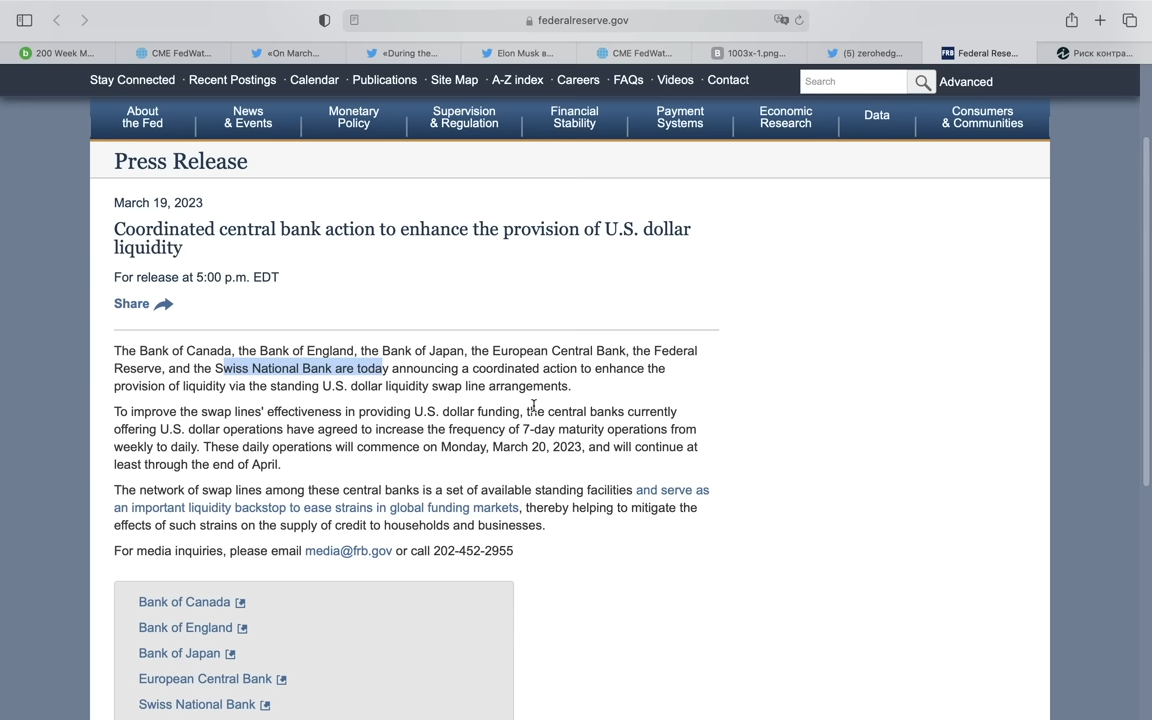 federalreserve.gov
200 Week M...
CME FedWat...
«On March...
«During the...
Elon Musk в...
CME FedWat...
1003x-1.png...
(5) zerohedg...
FRB Federal Rese...
Риск контра...
Stay Connected · Recent Postings · Calendar · Publications · Site Map · A-Z index · Careers · FAQs · Videos · Contact
Search
Advanced
About
the Fed
News
& Events
Monetary
Policy
Supervision
& Regulation
Financial
Stability
Payment
Systems
Economic
Research
Data
Consumers
& Communities
Press Release
March 19, 2023
Coordinated central bank action to enhance the provision of U.S. dollar
liquidity
For release at 5:00 p.m. EDT
Share
The Bank of Canada, the Bank of England, the Bank of Japan, the European Central Bank, the Federal
Reserve, and the Swiss National Bank are today announcing a coordinated action to enhance the
provision of liquidity via the standing U.S. dollar liquidity swap line arrangements.
To improve the swap lines' effectiveness in providing U.S. dollar funding, the central banks currently
offering U.S. dollar operations have agreed to increase the frequency of 7-day maturity operations from
weekly to daily. These daily operations will commence on Monday, March 20, 2023, and will continue at
least through the end of April.
The network of swap lines among these central banks is a set of available standing facilities and serve as
an important liquidity backstop to ease strains in global funding markets, thereby helping to mitigate the
effects of such strains on the supply of credit to households and businesses.
For media inquiries, please email media@frb.gov or call 202-452-2955
Bank of Canada
Bank of England
Bank of Japan
European Central Bank
Swiss National Bank